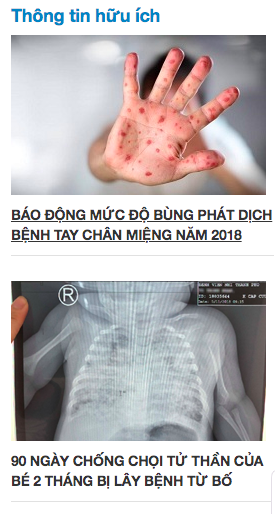 Thông tin hữu ích
BÁO ĐỘNG MỨC ĐỘ BÙNG PHÁT DỊCH
BỆNH TAY CHÂN MIỆNG NĂM 2018
R
90 NGÀY CHỐNG CHỌI TỬ THẦN CỦA
BÉ 2 THÁNG BỊ LÂY BỆNH TỪ BỐ